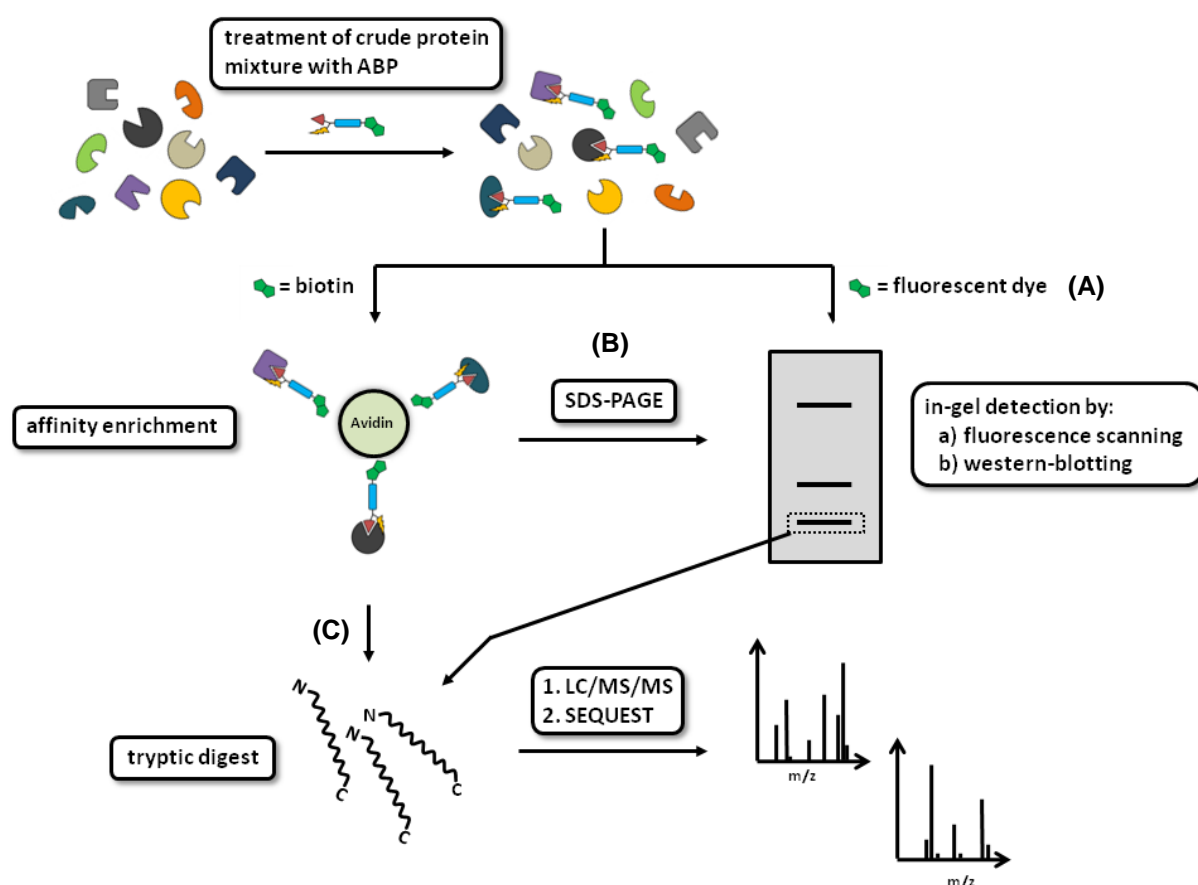 treatment of crude protein
mixture with ABP
= biotin
= fluorescent dye (A)
(B)
affinity enrichment
Avidin
SDS-PAGE
in-gel detection by:
a) fluorescence scanning
b) western-blotting
(C)
N
N
N
C
C
C
tryptic digest
1. LC/MS/MS
2. SEQUEST
m/z
m/z